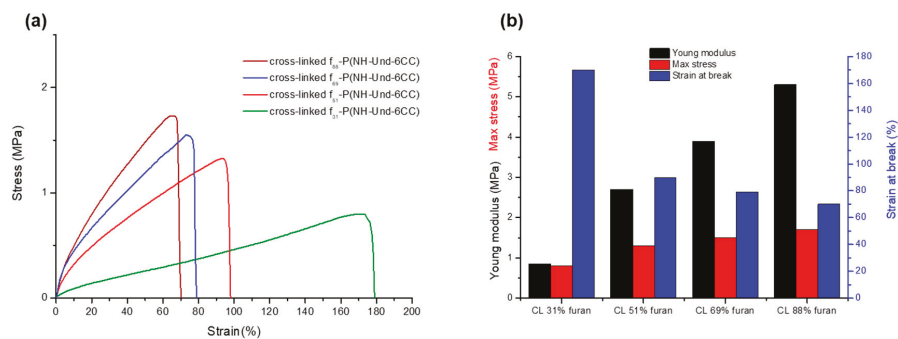 (a)
cross-linked f88-P(NH-Und-6CC)
cross-linked f69-P(NH-Und-6CC)
cross-linked f51-P(NH-Und-6CC)
cross-linked f31-P(NH-Und-6CC)
2
1
0
Stress (MPa)
0 20 40 60 80 100 120 140 160 180 200
Strain (%)
(b)
Young modulus
Max stress
Strain at break
6
5
4
3
2
1
0
Young modulus (MPa)
Max stress (MPa)
180
160
140
120
100
80
60
40
20
0
Strain at break (%)
CL 31% furan CL 51% furan CL 69% furan CL 88% furan